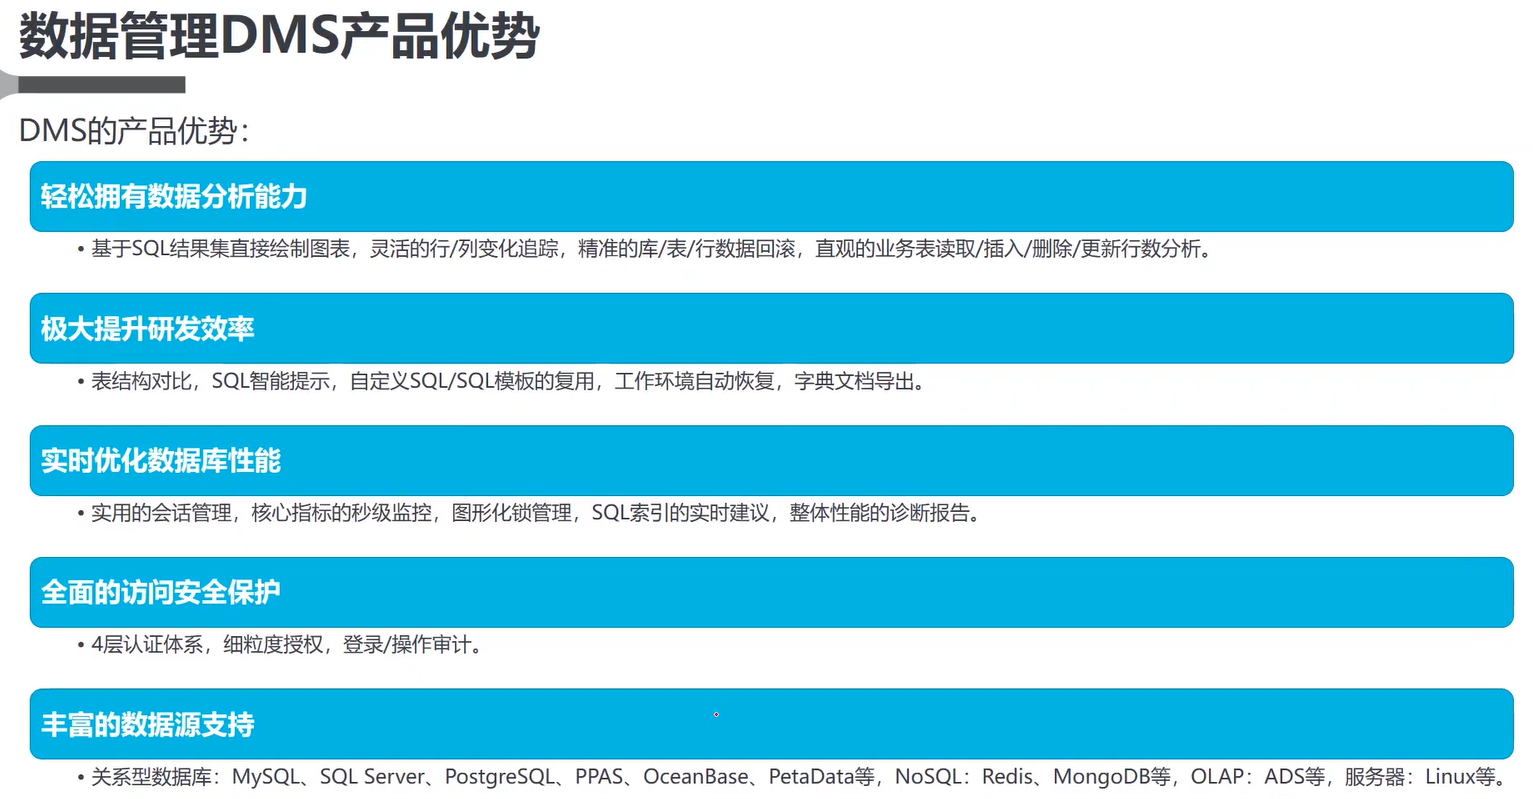 数据管理DMS产品优势
DMS的产品优势：
轻松拥有数据分析能力
• 基于SQL结果集直接绘制图表，灵活的行/列变化追踪，精准的库/表/行数据回滚，直观的业务表读取/插入/删除/更新行数分析。
极大提升研发效率
• 表结构对比，SQL智能提示，自定义SQL/SQL模板的复用，工作环境自动恢复，字典文档导出。
实时优化数据库性能
• 实用的会话管理，核心指标的秒级监控，图形化锁管理，SQL索引的实时建议，整体性能的诊断报告。
全面的访问安全保护
• 4层认证体系，细粒度授权，登录/操作审计。
丰富的数据源支持
• 关系型数据库：MySQL、SQL Server、PostgreSQL、PPAS、OceanBase、PetaData等，NoSQL：Redis、MongoDB等，OLAP：ADS等，服务器：Linux等。